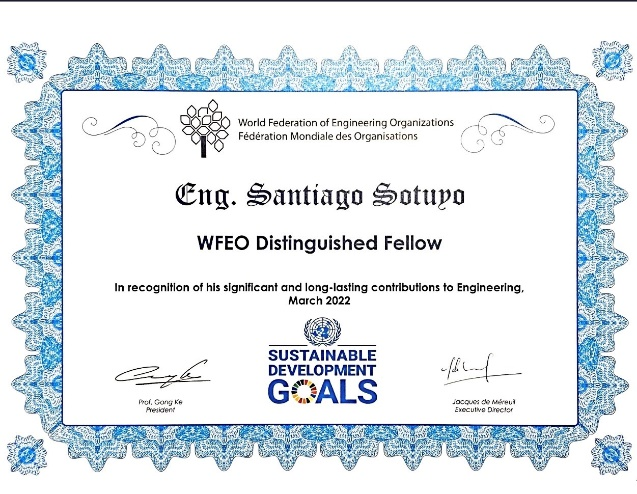 World Federation of Engineering Organizations
Fédération Mondiale des Organisations
Eng. Santiago Sotuyo
WFEO Distinguished Fellow
In recognition of his significant and long-lasting contributions to Engineering,
March 2022
SUSTAINABLE
DEVELOPMENT
GOALS
Prof. Gong Ke
President
Jacques de Méreuil
Executive Director